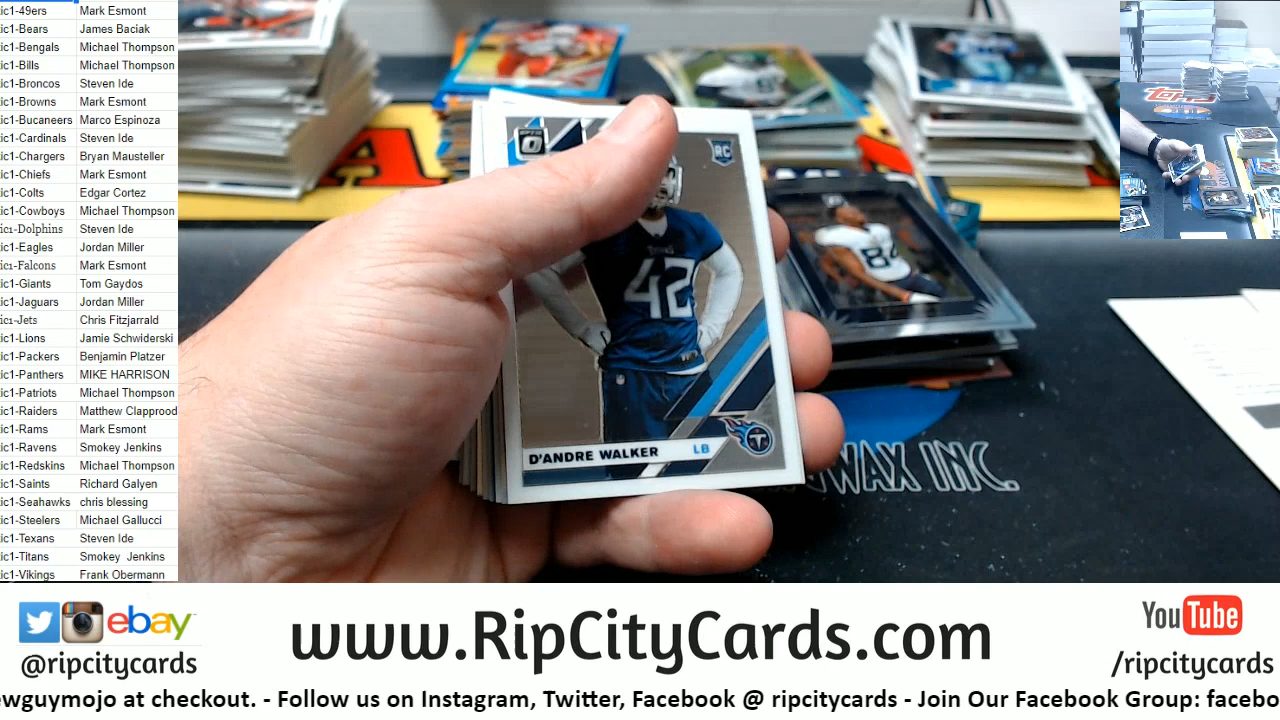 ic1-49ers Mark Esmont
ic1-Bears James Baciak
ic1-Bengals Michael Thompson
ic1-Bills Michael Thompson
ic1-Broncos Steven Ide
ic1-Browns Mark Esmont
ic1-Bucaneers Marco Espinoza
ic1-Cardinals Steven Ide
ic1-Chargers Bryan Mausteller
ic1-Chiefs Mark Esmont
ic1-Colts Edgar Cortez
ic1-Cowboys Michael Thompson
ic1-Dolphins Steven Ide
ic1-Eagles Jordan Miller
ic1-Falcons Mark Esmont
ic1-Giants Tom Gaydos
ic1-Jaguars Jordan Miller
ic1-Jets Chris Fitzjarrald
ic1-Lions Jamie Schwiderski
ic1-Packers Benjamin Platzer
ic1-Panthers MIKE HARRISON
ic1-Patriots Michael Thompson
ic1-Raiders Matthew Clapprood
ic1-Rams Mark Esmont
ic1-Ravens Smokey Jenkins
ic1-Redskins Michael Thompson
ic1-Saints Richard Galyen
ic1-Seahawks chris blessing
ic1-Steelers Michael Gallucci
ic1-Texans Steven Ide
ic1-Titans Smokey Jenkins
ic1-Vikings Frank Obermann
RC
42
D'ANDRE WALKER LB
84
WAX INC.
Topps
ebay
@ripcitycards
www.RipCityCards.com
YouTube
/ripcitycards
ewguymojo at checkout. - Follow us on Instagram, Twitter, Facebook @ ripcitycards - Join Our Facebook Group: facebo